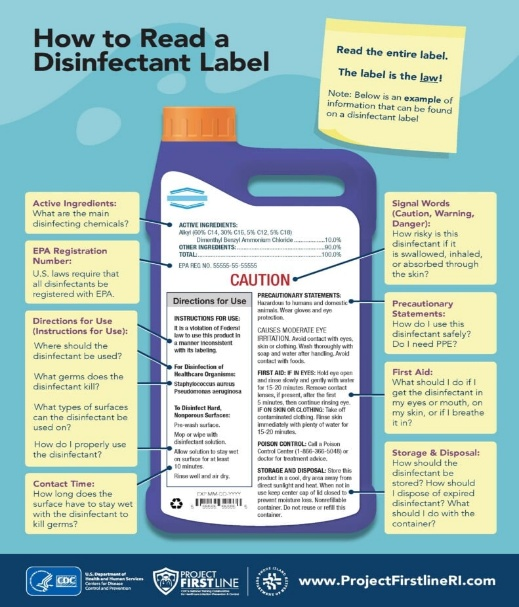 How to Read a
Disinfectant Label
Read the entire label.
The label is the law!
Note: Below is an example of
information that can be found
on a disinfectant label
Active Ingredients:
What are the main
disinfecting chemicals?
EPA Registration
Number:
U.S. laws require that
all disinfectants be
registered with EPA.
Directions for Use
(Instructions for Use):
Where should the
disinfectant be used?
What germs does the
disinfectant kill?
What types of surfaces
can the disinfectant be
used on?
How do I properly use
the disinfectant?
Contact Time:
How long does the
surface have to stay wet
with the disinfectant to
kill germs?
ACTIVE INGREDIENTS:
Alkyl (60% C14, 30% C16, 5% C12, 5% C18)
Dimenthyl Benzyl Ammonium Chloride ..................10.0%
OTHER INGREDIENTS: ..................90.0%
TOTAL: ..................100.0%
EPA REG NO. 55555-55-55555
CAUTION
Directions for Use
INSTRUCTIONS FOR USE:
It is a violation of Federal
law to use this product in
a manner inconsistent
with its labeling.
For Disinfection of
Healthcare Organisms:
Staphylococcus aureus
Pseudomonas aeruginosa
To Disinfect Hard,
Nonporous Surfaces:
Pre-wash surface.
Mop or wipe with
disinfectant solution.
Allow solution to stay wet
on surface for at least
10 minutes.
Rinse well and air dry.
PRECAUTIONARY STATEMENTS:
Hazardous to humans and domestic
animals. Wear gloves and eye
protection.
CAUSES MODERATE EYE
IRRITATION. Avoid contact with eyes,
skin or clothing. Wash thoroughly with
soap and water after handling. Avoid
contact with foods.
FIRST AID: IF IN EYES: Hold eye open
and rinse slowly and gently with water
for 15-20 minutes. Remove contact
lenses, if present, after the first
5 minutes, then continue rinsing eye.
IF ON SKIN OR CLOTHING: Take off
contaminated clothing. Rinse skin
immediately with plenty of water for
15-20 minutes.
POISON CONTROL: Call a Poison
Control Center (1-866-366-5048) or
doctor for treatment advice.
STORAGE AND DISPOSAL: Store this
product in a cool, dry area away from
direct sunlight and heat. When not in
use keep center cap of lid closed to
prevent moisture loss. Nonrefillable
container. Do not reuse or refill this
container.
Signal Words
(Caution, Warning,
Danger):
How risky is this
disinfectant if it
is swallowed, inhaled,
or absorbed through
the skin?
Precautionary
Statements:
How do I use this
disinfectant safely?
Do I need PPE?
First Aid:
What should I do if I
get the disinfectant in
my eyes or mouth, on
my skin, or if I breathe
it in?
Storage & Disposal:
How should the
disinfectant be
stored? How should
I dispose of expired
disinfectant? What
should I do with the
container?
CDC
U.S. Department of
Health and Human Services
Centers for Disease
Control and Prevention
PROJECT
FIRSTLINE
www.ProjectFirstlineRI.com